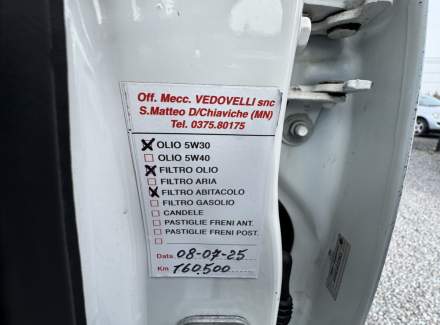 Off. Mecc. VEDOVELLI snc
S.Matteo D/Chiaviche (MN)
Tel. 0375.80175
X OLIO 5W30
☐ OLIO 5W40
X FILTRO OLIO
☐ FILTRO ARIA
X FILTRO ABITACOLO
☐ FILTRO GASOLIO
☐ CANDELE
☐ PASTIGLIE FRENI ANT.
☐ PASTIGLIE FRENI POST.
☐
Data 08-07-25
Km 160.500